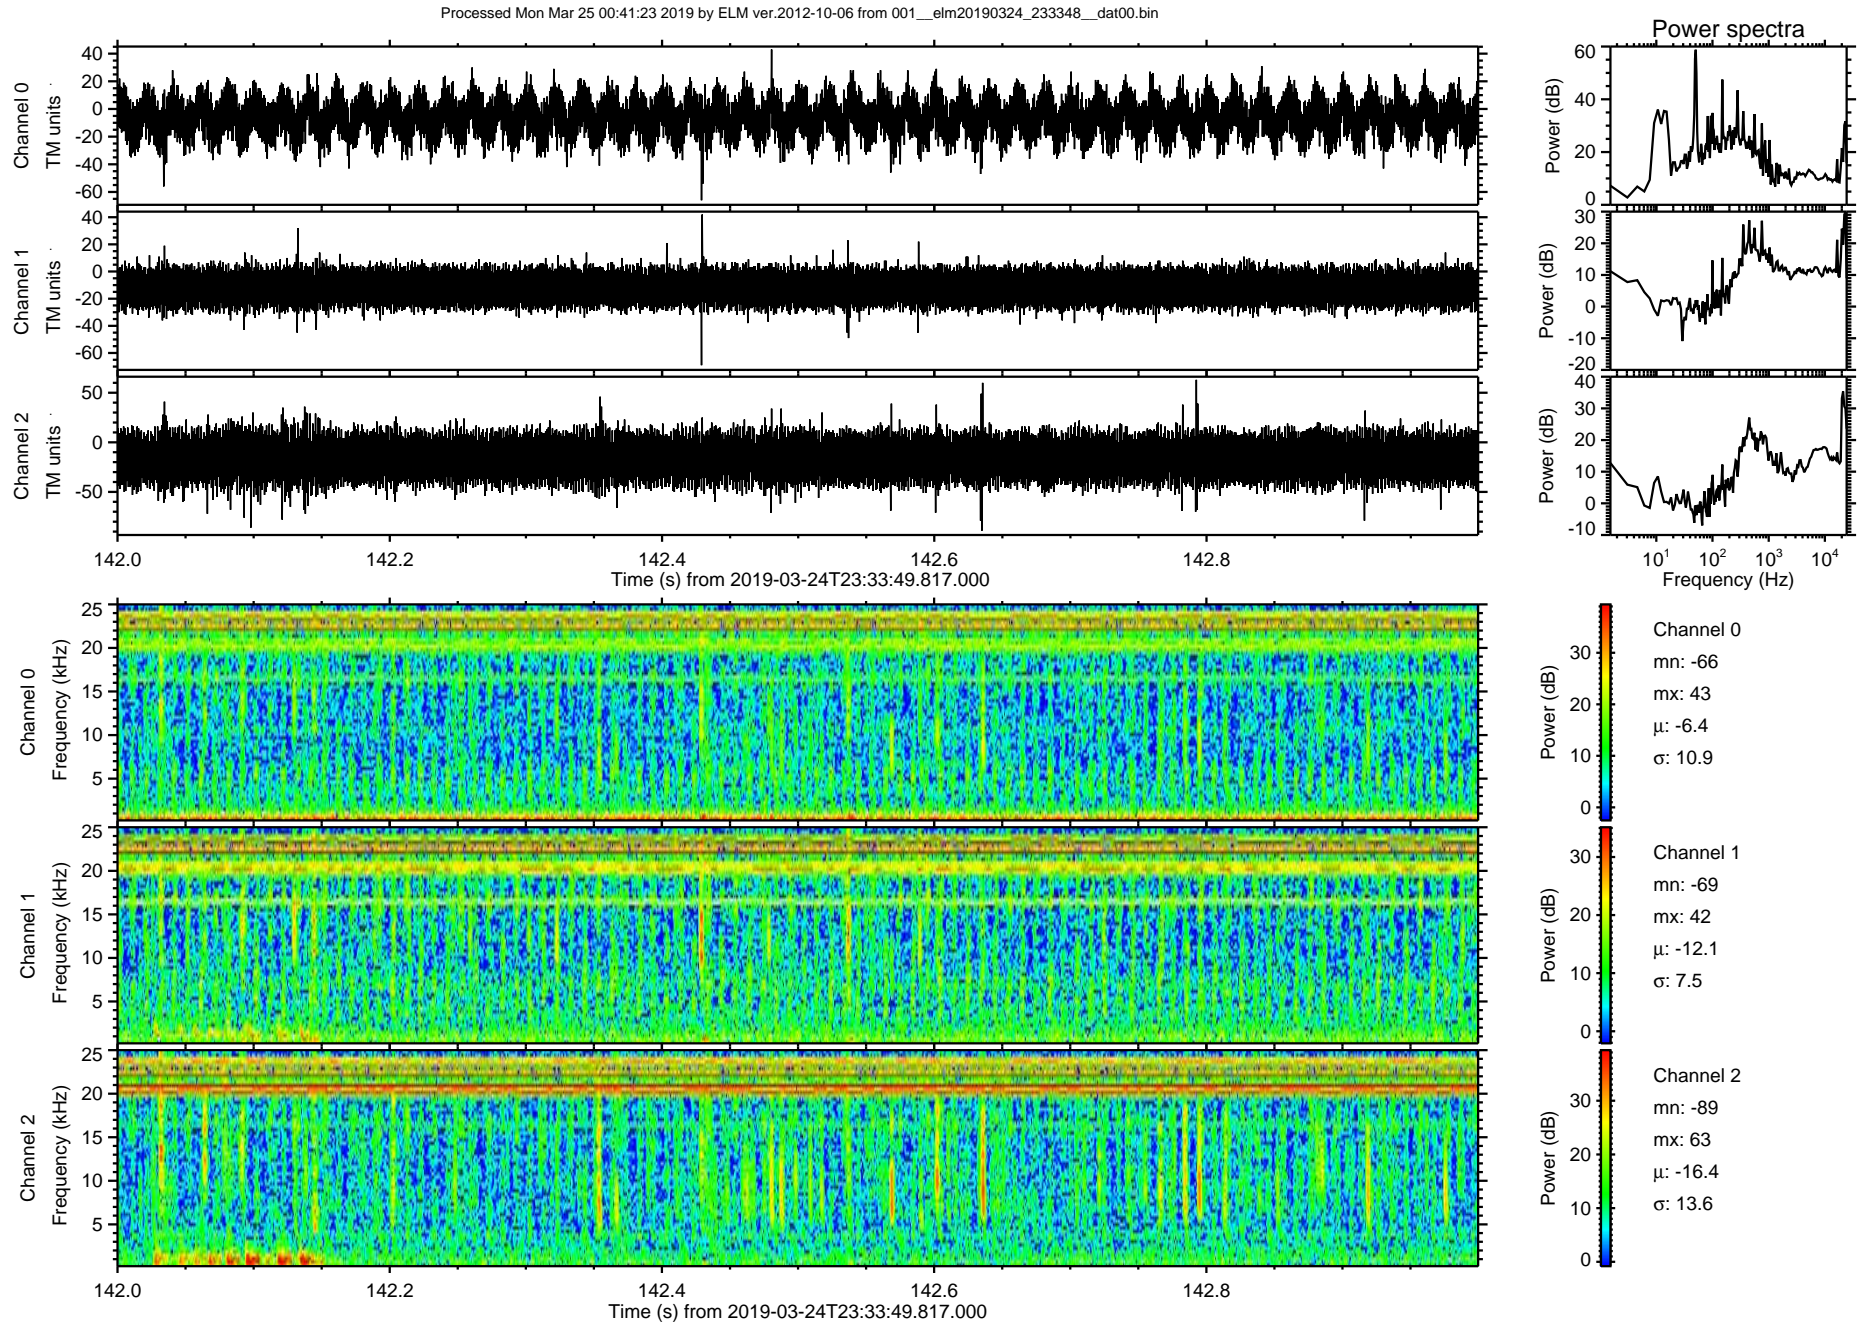 Processed Mon Mar 25 00:41:23 2019 by ELM ver.2012-10-06 from 001__elm20190324_233348__dat00.bin
Power spectra
Channel 0
TM units
40
20
0
-20
-40
-60
Power (dB)
60
40
20
0
Channel 1
TM units
40
20
0
-20
-40
-60
Power (dB)
30
20
10
0
-10
-20
Channel 2
TM units
50
0
-50
Power (dB)
40
30
20
10
0
-10
142.0 142.2 142.4 142.6 142.8
Time (s) from 2019-03-24T23:33:49.817.000
10¹ 10² 10³ 10⁴
Frequency (Hz)
Channel 0
Frequency (kHz)
25
20
15
10
5
Power (dB)
30
20
10
0
Channel 0
mn: -66
mx: 43
μ: -6.4
σ: 10.9
Channel 1
Frequency (kHz)
25
20
15
10
5
Power (dB)
30
20
10
0
Channel 1
mn: -69
mx: 42
μ: -12.1
σ: 7.5
Channel 2
Frequency (kHz)
25
20
15
10
5
Power (dB)
30
20
10
0
Channel 2
mn: -89
mx: 63
μ: -16.4
σ: 13.6
142.0 142.2 142.4 142.6 142.8
Time (s) from 2019-03-24T23:33:49.817.000